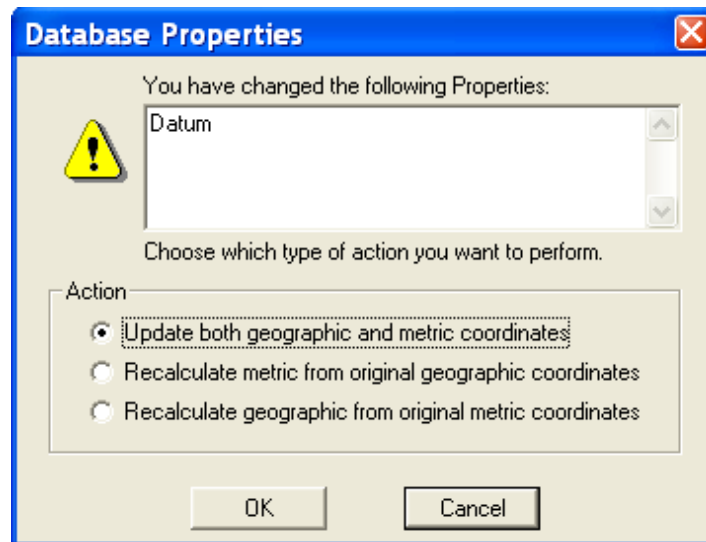 Database Properties
You have changed the following Properties:
Datum
Choose which type of action you want to perform.
Action
Update both geographic and metric coordinates
Recalculate metric from original geographic coordinates
Recalculate geographic from original metric coordinates
OK
Cancel